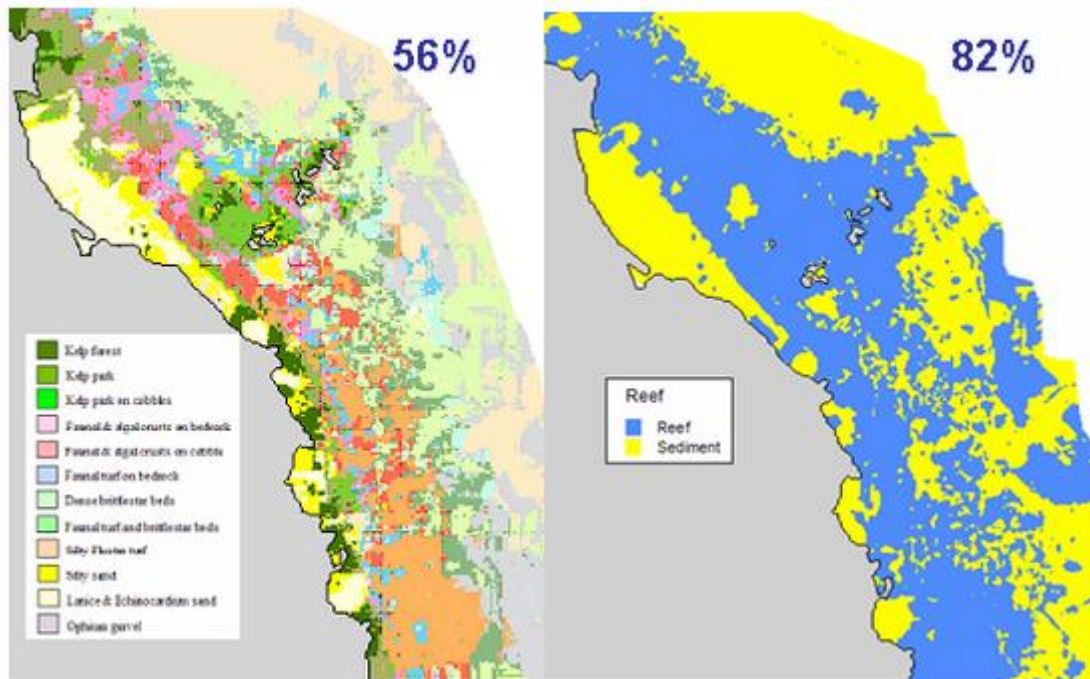 56%
82%
Kelp forest
Kelp park
Kelp park on cobbles
Faunal & algal crusts on bedrock
Faunal & algal crusts on cobble
Faunal turf on bedrock
Dense brittlestar beds
Faunal turf and brittlestar beds
Silty Flustra turf
Silty sand
Lanice & Echinocardium sand
Ophiuran gravel
Reef
Reef
Sediment